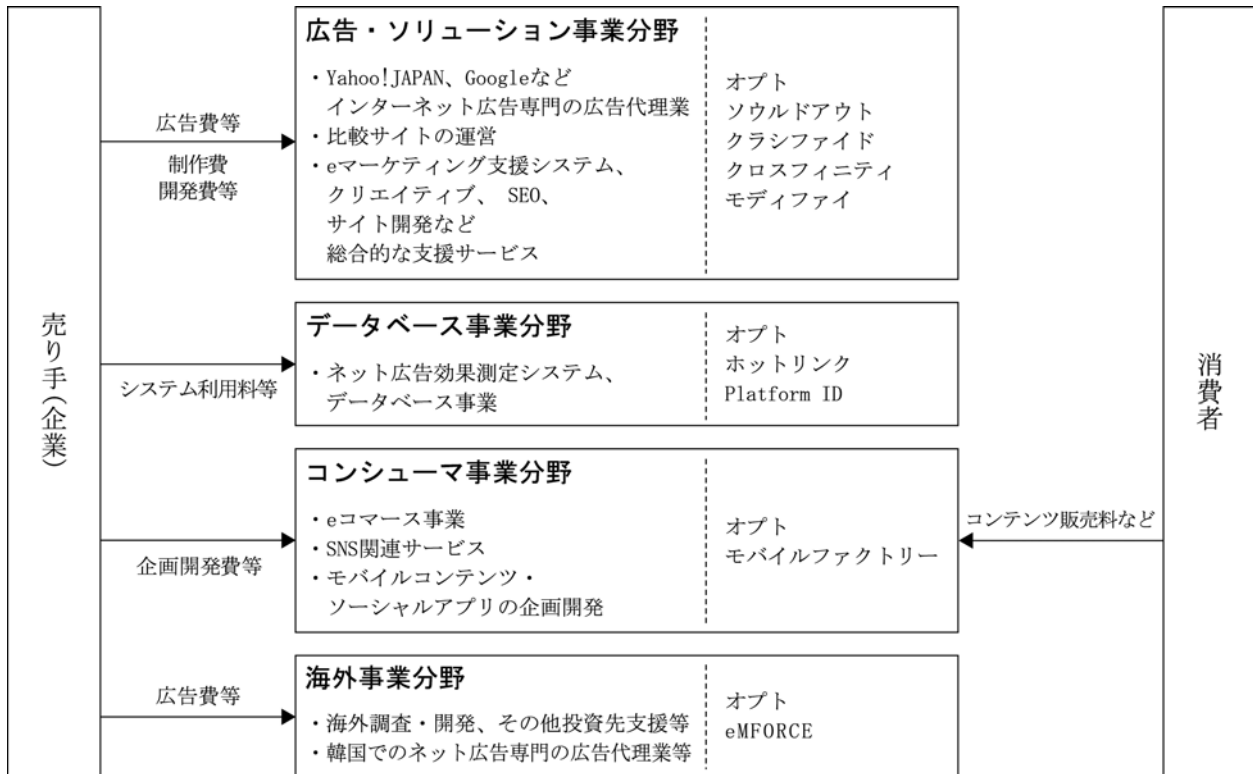 売り手(企業)
広告費等
制作費
開発費等
広告・ソリューション事業分野
・Yahoo!JAPAN、Googleなど
インターネット広告専門の広告代理業
・比較サイトの運営
・eマーケティング支援システム、
クリエイティブ、 SEO、
サイト開発など
総合的な支援サービス
オプト
ソウルドアウト
クラシファイド
クロスフィニティ
モディファイ
システム利用料等
データベース事業分野
・ネット広告効果測定システム、
データベース事業
オプト
ホットリンク
Platform ID
企画開発費等
コンシューマ事業分野
・eコマース事業
・SNS関連サービス
・モバイルコンテンツ・
ソーシャルアプリの企画開発
オプト
モバイルファクトリー
コンテンツ販売料など
広告費等
海外事業分野
・海外調査・開発、その他投資先支援等
・韓国でのネット広告専門の広告代理業等
オプト
eMFORCE
消費者